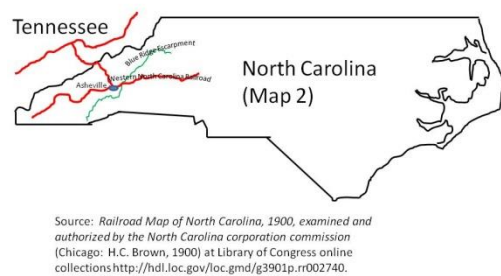 Tennessee
Blue Ridge Escarpment
Western North Carolina Railroad
Asheville
North Carolina
(Map 2)
Source: Railroad Map of North Carolina, 1900, examined and
authorized by the North Carolina corporation commission
(Chicago: H.C. Brown, 1900) at Library of Congress online
collections http://hdl.loc.gov/loc.gmd/g3901p.rr002740.